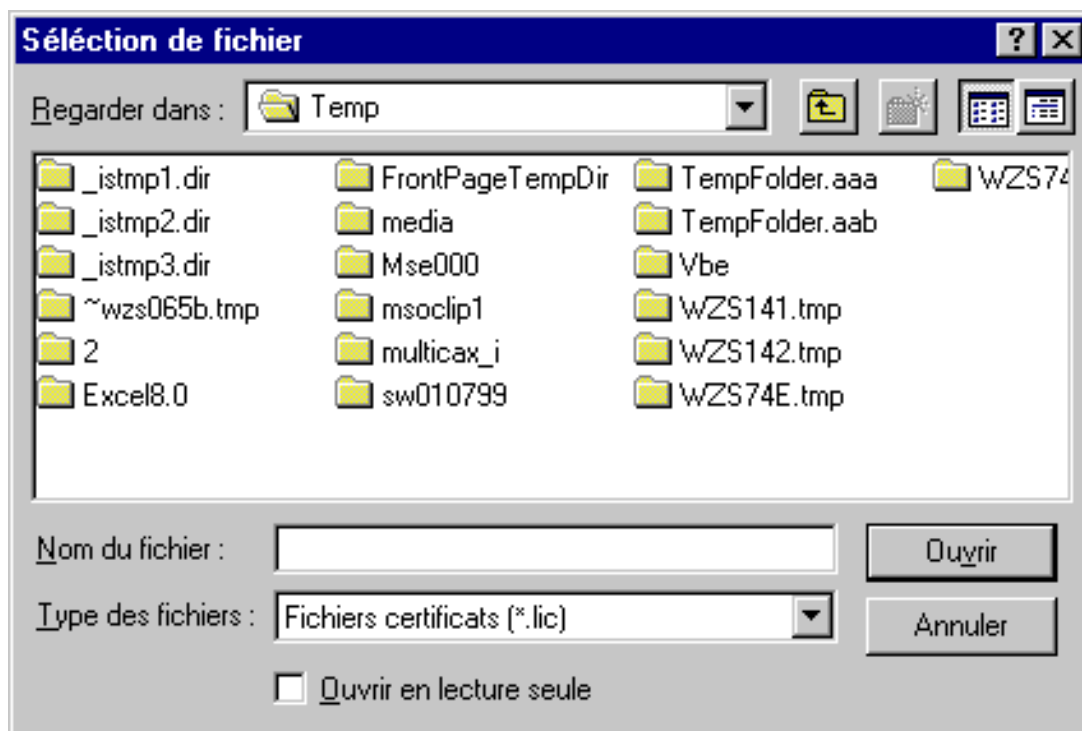 Séléction de fichier
Regarder dans : Temp
_istmp1.dir FrontPageTempDir TempFolder.aaa WZS74
_istmp2.dir media TempFolder.aab
_istmp3.dir Mse000 Vbe
~wzs065b.tmp msoclip1 WZS141.tmp
2 multicax_i WZS142.tmp
Excel8.0 sw010799 WZS74E.tmp
Nom du fichier : Ouvrir
Type des fichiers : Fichiers certificats (*.lic) Annuler
Ouvrir en lecture seule